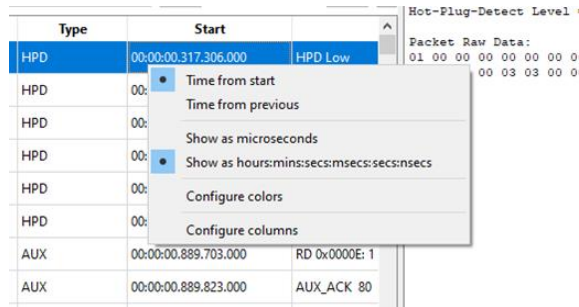 Hot-Plug-Detect Level
Type Start
Packet Raw Data:
HPD 00:00:00.317.306.000 HPD Low 01 00 00 00 00 00 00
Time from start 00 03 03 00
HPD 00:
Time from previous
HPD 00:
Show as microseconds
HPD 00:
Show as hours:mins:secs:msecs:secs:nsecs
HPD 00:
Configure colors
HPD 00:
Configure columns
AUX 00:00:00.889.703.000 RD 0x0000E: 1
AUX 00:00:00.889.823.000 AUX_ACK 80